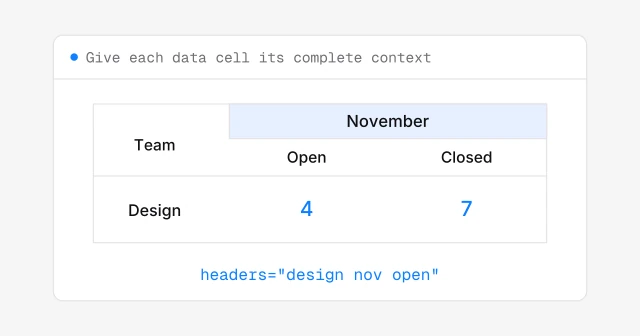 Give each data cell its complete context
November
Team
Open Closed
Design 4 7
headers="design nov open"